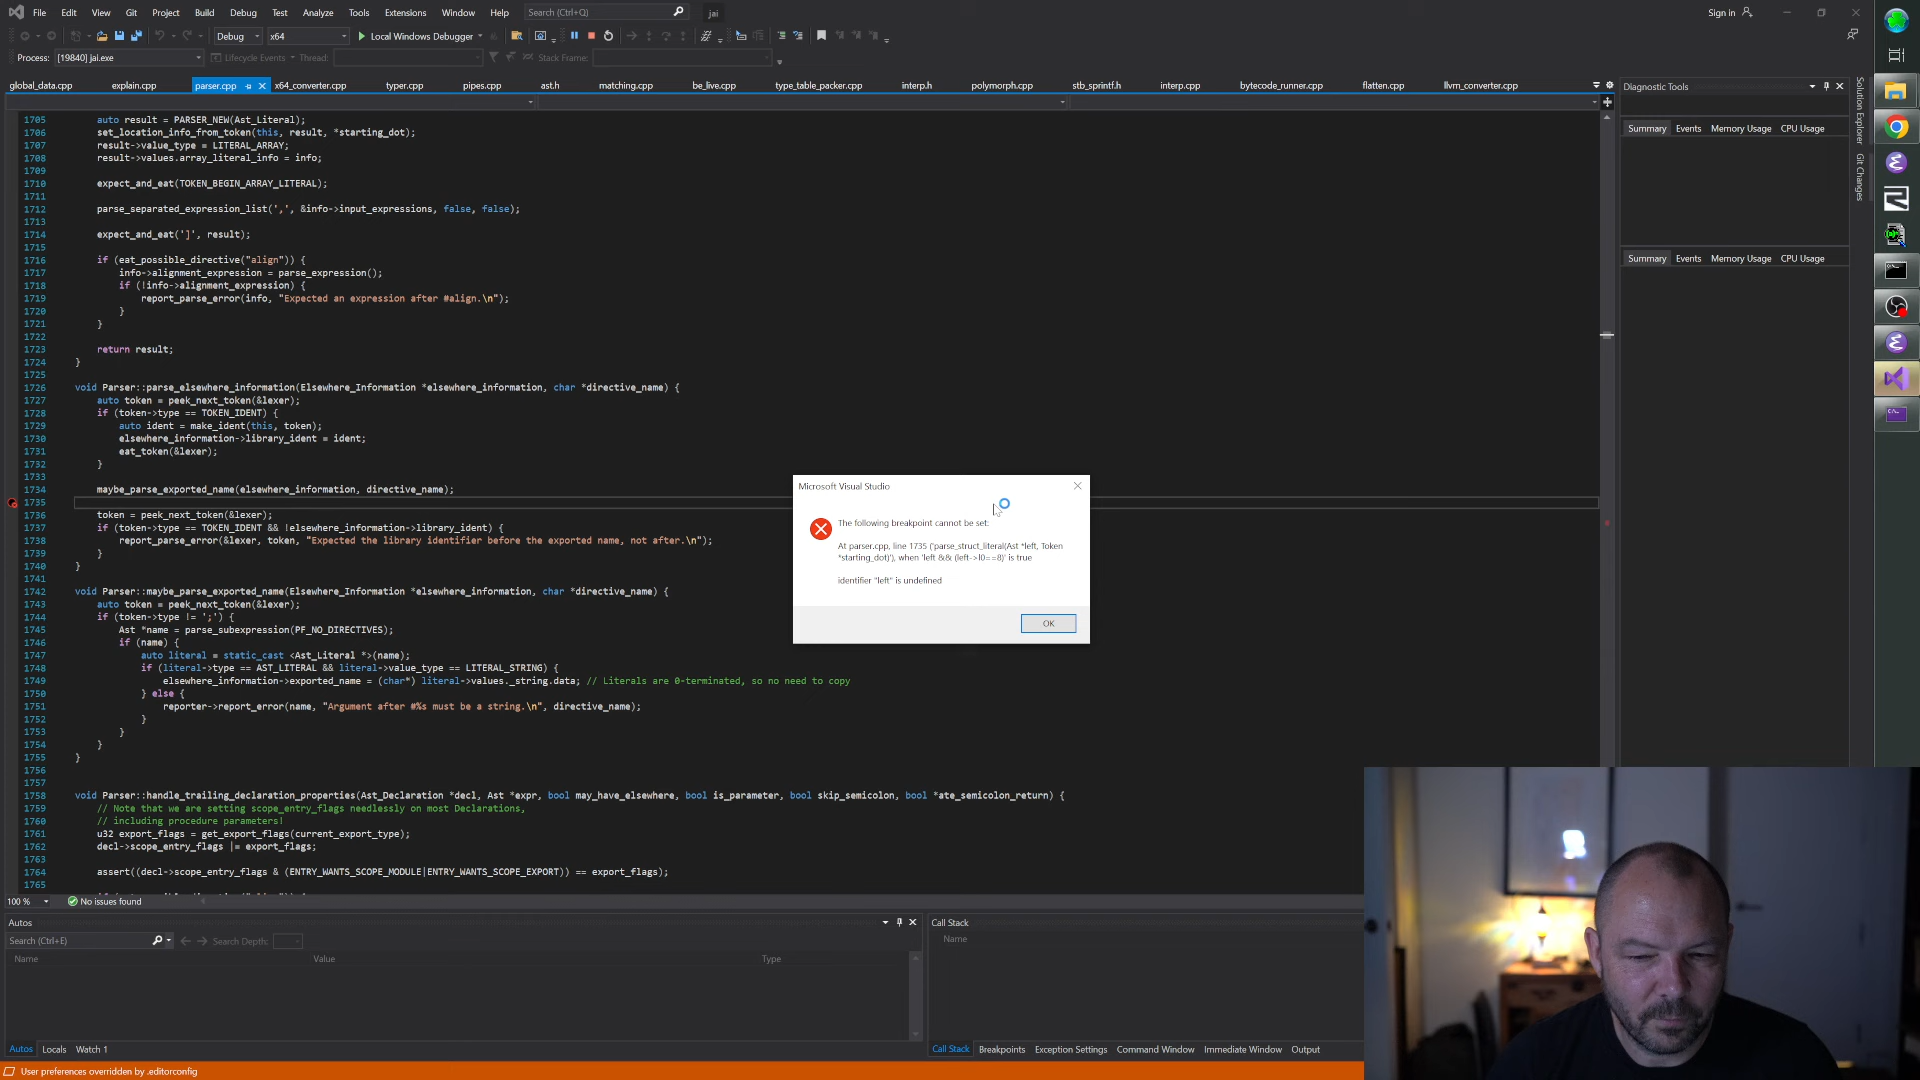 File Edit View Git Project Build Debug Test Analyze Tools Extensions Window Help Search (Ctrl+Q) jai Sign in
Debug x64 Local Windows Debugger
Process: [19840] jai.exe Lifecycle Events Thread: Stack Frame:
global_data.cpp explain.cpp parser.cpp x64_converter.cpp typer.cpp pipes.cpp ast.h matching.cpp be_live.cpp type_table_packer.cpp interp.h polymorph.cpp stb_sprintf.h interp.cpp bytecode_runner.cpp flatten.cpp llvm_converter.cpp
Diagnostic Tools
Summary Events Memory Usage CPU Usage
Summary Events Memory Usage CPU Usage
Solution Explorer
Git Changes
1705 auto result = PARSER_NEW(Ast_Literal);
1706 set_location_info_from_token(this, result, *starting_dot);
1707 result->value_type = LITERAL_ARRAY;
1708 result->values.array_literal_info = info;
1709
1710 expect_and_eat(TOKEN_BEGIN_ARRAY_LITERAL);
1711
1712 parse_separated_expression_list(',', &info->input_expressions, false, false);
1713
1714 expect_and_eat(']', result);
1715
1716 if (eat_possible_directive("align")) {
1717 info->alignment_expression = parse_expression();
1718 if (!info->alignment_expression) {
1719 report_parse_error(info, "Expected an expression after #align.\n");
1720 }
1721 }
1722
1723 return result;
1724 }
1725
1726 void Parser::parse_elsewhere_information(Elsewhere_Information *elsewhere_information, char *directive_name) {
1727 auto token = peek_next_token(&lexer);
1728 if (token->type == TOKEN_IDENT) {
1729 auto ident = make_ident(this, token);
1730 elsewhere_information->library_ident = ident;
1731 eat_token(&lexer);
1732 }
1733
1734 maybe_parse_exported_name(elsewhere_information, directive_name);
1735
1736 token = peek_next_token(&lexer);
1737 if (token->type == TOKEN_IDENT && !elsewhere_information->library_ident) {
1738 report_parse_error(&lexer, token, "Expected the library identifier before the exported name, not after.\n");
1739 }
1740 }
1741
1742 void Parser::maybe_parse_exported_name(Elsewhere_Information *elsewhere_information, char *directive_name) {
1743 auto token = peek_next_token(&lexer);
1744 if (token->type != ';') {
1745 Ast *name = parse_subexpression(PF_NO_DIRECTIVES);
1746 if (name) {
1747 auto literal = static_cast <Ast_Literal *>(name);
1748 if (literal->type == AST_LITERAL && literal->value_type == LITERAL_STRING) {
1749 elsewhere_information->exported_name = (char*) literal->values._string.data; // Literals are 0-terminated, so no need to copy
1750 } else {
1751 reporter->report_error(name, "Argument after #%s must be a string.\n", directive_name);
1752 }
1753 }
1754 }
1755 }
1756
1757
1758 void Parser::handle_trailing_declaration_properties(Ast_Declaration *decl, Ast *expr, bool may_have_elsewhere, bool is_parameter, bool skip_semicolon, bool *ate_semicolon_return) {
1759 // Note that we are setting scope_entry_flags needlessly on most Declarations,
1760 // including procedure parameters!
1761 u32 export_flags = get_export_flags(current_export_type);
1762 decl->scope_entry_flags |= export_flags;
1763
1764 assert((decl->scope_entry_flags & (ENTRY_WANTS_SCOPE_MODULE|ENTRY_WANTS_SCOPE_EXPORT)) == export_flags);
1765
Microsoft Visual Studio
The following breakpoint cannot be set:
At parser.cpp, line 1735 ('parse_struct_literal(Ast *left, Token
*starting_dot)'), when 'left && (left->l0==8)' is true
identifier "left" is undefined
OK
100 % No issues found
Autos
Search (Ctrl+E) Search Depth:
Name Value Type
Autos Locals Watch 1
Call Stack
Name
Call Stack Breakpoints Exception Settings Command Window Immediate Window Output
User preferences overridden by .editorconfig